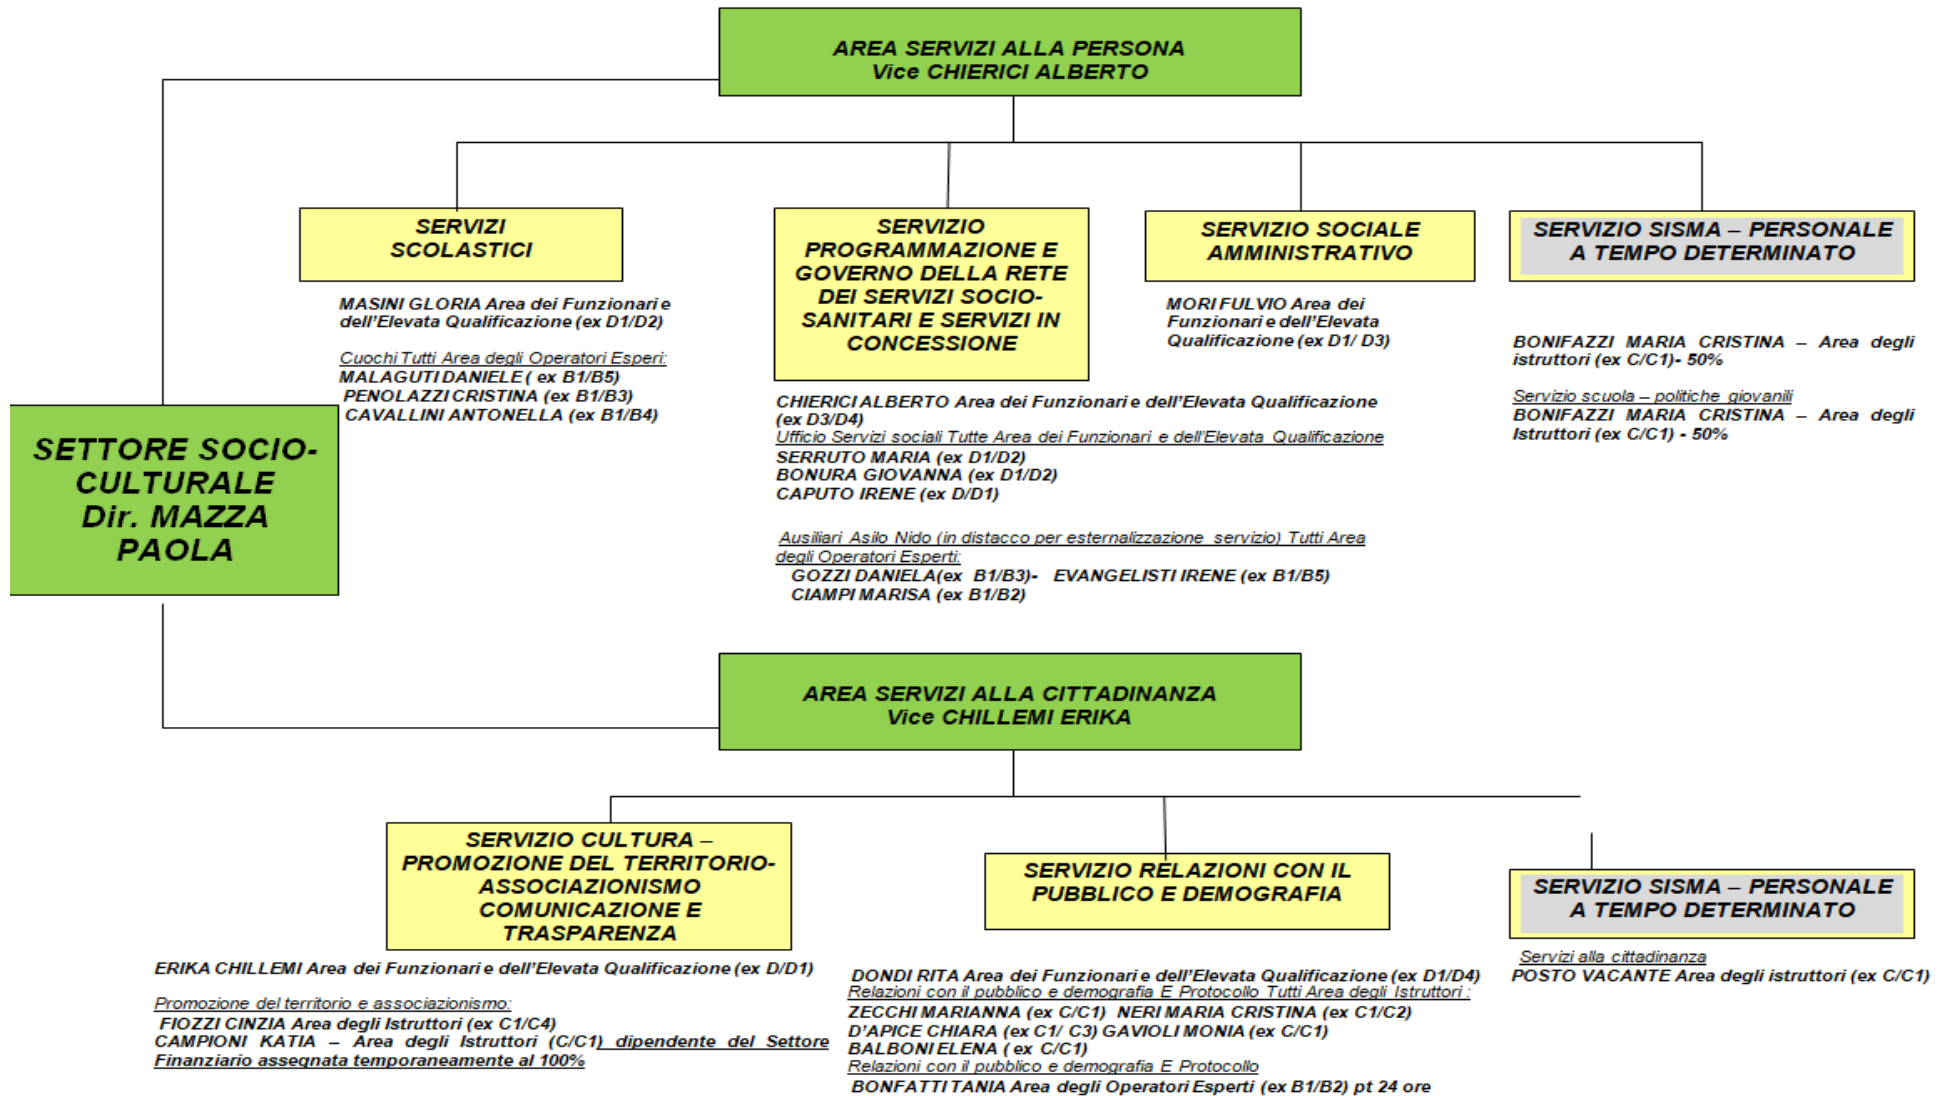 AREA SERVIZI ALLA PERSONA
Vice CHIERICI ALBERTO
SETTORE SOCIO-
CULTURALE
Dir. MAZZA
PAOLA
SERVIZI
SCOLASTICI
MASINI GLORIA Area dei Funzionari e
dell'Elevata Qualificazione (ex D1/D2)
Cuochi Tutti Area degli Operatori Esperi:
MALAGUTI DANIELE ( ex B1/B5)
PENOLAZZI CRISTINA (ex B1/B3)
CAVALLINI ANTONELLA (ex B1/B4)
SERVIZIO
PROGRAMMAZIONE E
GOVERNO DELLA RETE
DEI SERVIZI SOCIO-
SANITARI E SERVIZI IN
CONCESSIONE
CHIERICI ALBERTO Area dei Funzionari e dell'Elevata Qualificazione
(ex D3/D4)
Ufficio Servizi sociali Tutte Area dei Funzionari e dell'Elevata Qualificazione
SERRUTO MARIA (ex D1/D2)
BONURA GIOVANNA (ex D1/D2)
CAPUTO IRENE (ex D/D1)
Ausiliari Asilo Nido (in distacco per esternalizzazione servizio) Tutti Area
degli Operatori Esperti:
GOZZI DANIELA(ex B1/B3)- EVANGELISTI IRENE (ex B1/B5)
CIAMPI MARISA (ex B1/B2)
SERVIZIO SOCIALE
AMMINISTRATIVO
MORI FULVIO Area dei
Funzionari e dell'Elevata
Qualificazione (ex D1/ D3)
SERVIZIO SISMA – PERSONALE
A TEMPO DETERMINATO
BONIFAZZI MARIA CRISTINA – Area degli
istruttori (ex C/C1)- 50%
Servizio scuola – politiche giovanili
BONIFAZZI MARIA CRISTINA – Area degli
Istruttori (ex C/C1) - 50%
AREA SERVIZI ALLA CITTADINANZA
Vice CHILLEMI ERIKA
SERVIZIO CULTURA –
PROMOZIONE DEL TERRITORIO-
ASSOCIAZIONISMO
COMUNICAZIONE E
TRASPARENZA
ERIKA CHILLEMI Area dei Funzionari e dell'Elevata Qualificazione (ex D/D1)
Promozione del territorio e associazionismo:
FIOZZI CINZIA Area degli Istruttori (ex C1/C4)
CAMPIONI KATIA – Area degli Istruttori (C/C1) dipendente del Settore
Finanziario assegnata temporaneamente al 100%
SERVIZIO RELAZIONI CON IL
PUBBLICO E DEMOGRAFIA
DONDI RITA Area dei Funzionari e dell'Elevata Qualificazione (ex D1/D4)
Relazioni con il pubblico e demografia E Protocollo Tutti Area degli Istruttori :
ZECCHI MARIANNA (ex C/C1) NERI MARIA CRISTINA (ex C1/C2)
D'APICE CHIARA (ex C1/ C3) GAVIOLI MONIA (ex C/C1)
BALBONI ELENA ( ex C/C1)
Relazioni con il pubblico e demografia E Protocollo
BONFATTI TANIA Area degli Operatori Esperti (ex B1/B2) pt 24 ore
SERVIZIO SISMA – PERSONALE
A TEMPO DETERMINATO
Servizi alla cittadinanza
POSTO VACANTE Area degli istruttori (ex C/C1)